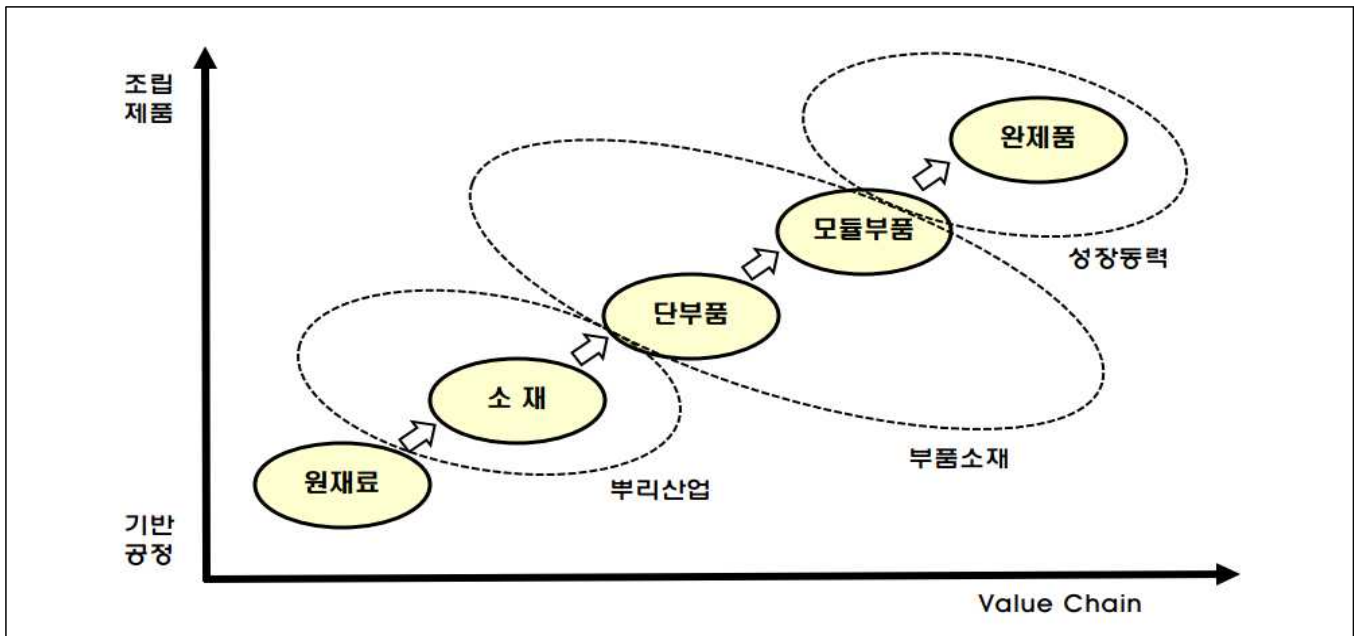 조립
제품
완제품
모듈부품
성장동력
단부품
소 재
부품소재
원재료
뿌리산업
기반
공정
Value Chain